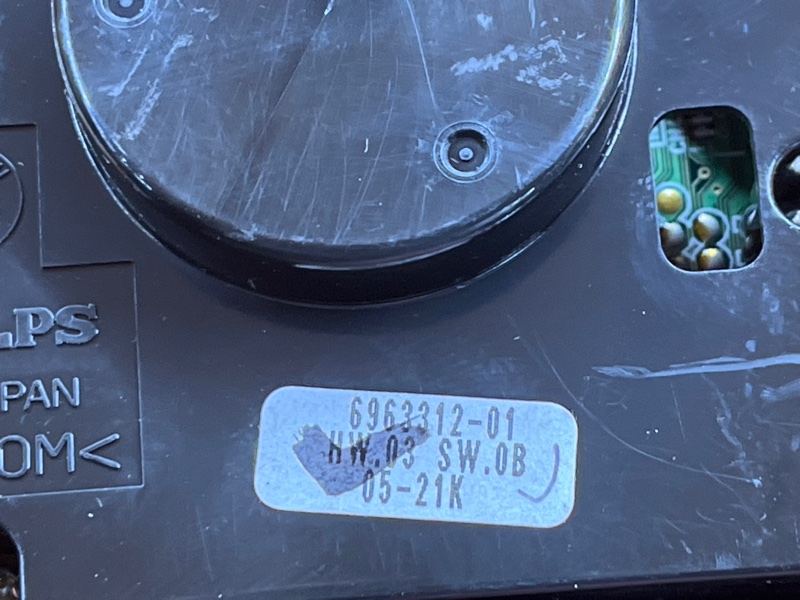 LPS
PAN
OM<
6963312-01
HW.03 SW.0B
05-21K